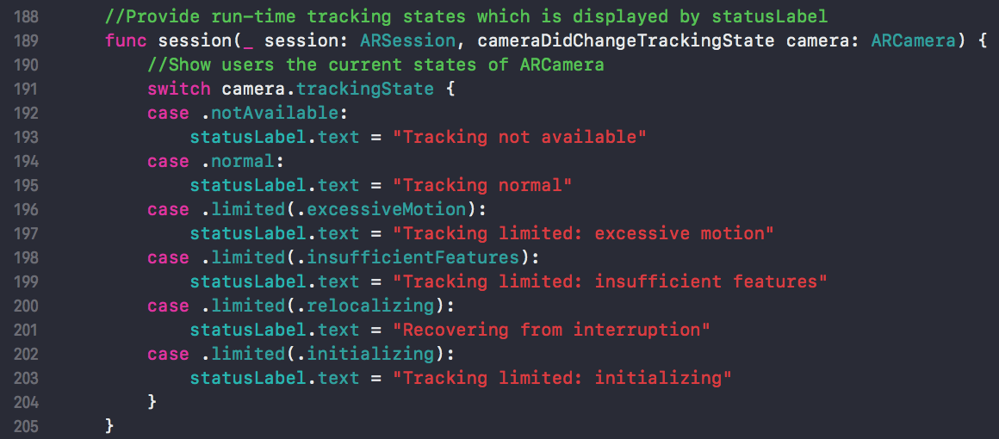 188 //Provide run-time tracking states which is displayed by statusLabel
189 func session(_ session: ARSession, cameraDidChangeTrackingState camera: ARCamera) {
190 //Show users the current states of ARCamera
191 switch camera.trackingState {
192 case .notAvailable:
193 statusLabel.text = "Tracking not available"
194 case .normal:
195 statusLabel.text = "Tracking normal"
196 case .limited(.excessiveMotion):
197 statusLabel.text = "Tracking limited: excessive motion"
198 case .limited(.insufficientFeatures):
199 statusLabel.text = "Tracking limited: insufficient features"
200 case .limited(.relocalizing):
201 statusLabel.text = "Recovering from interruption"
202 case .limited(.initializing):
203 statusLabel.text = "Tracking limited: initializing"
204 }
205 }